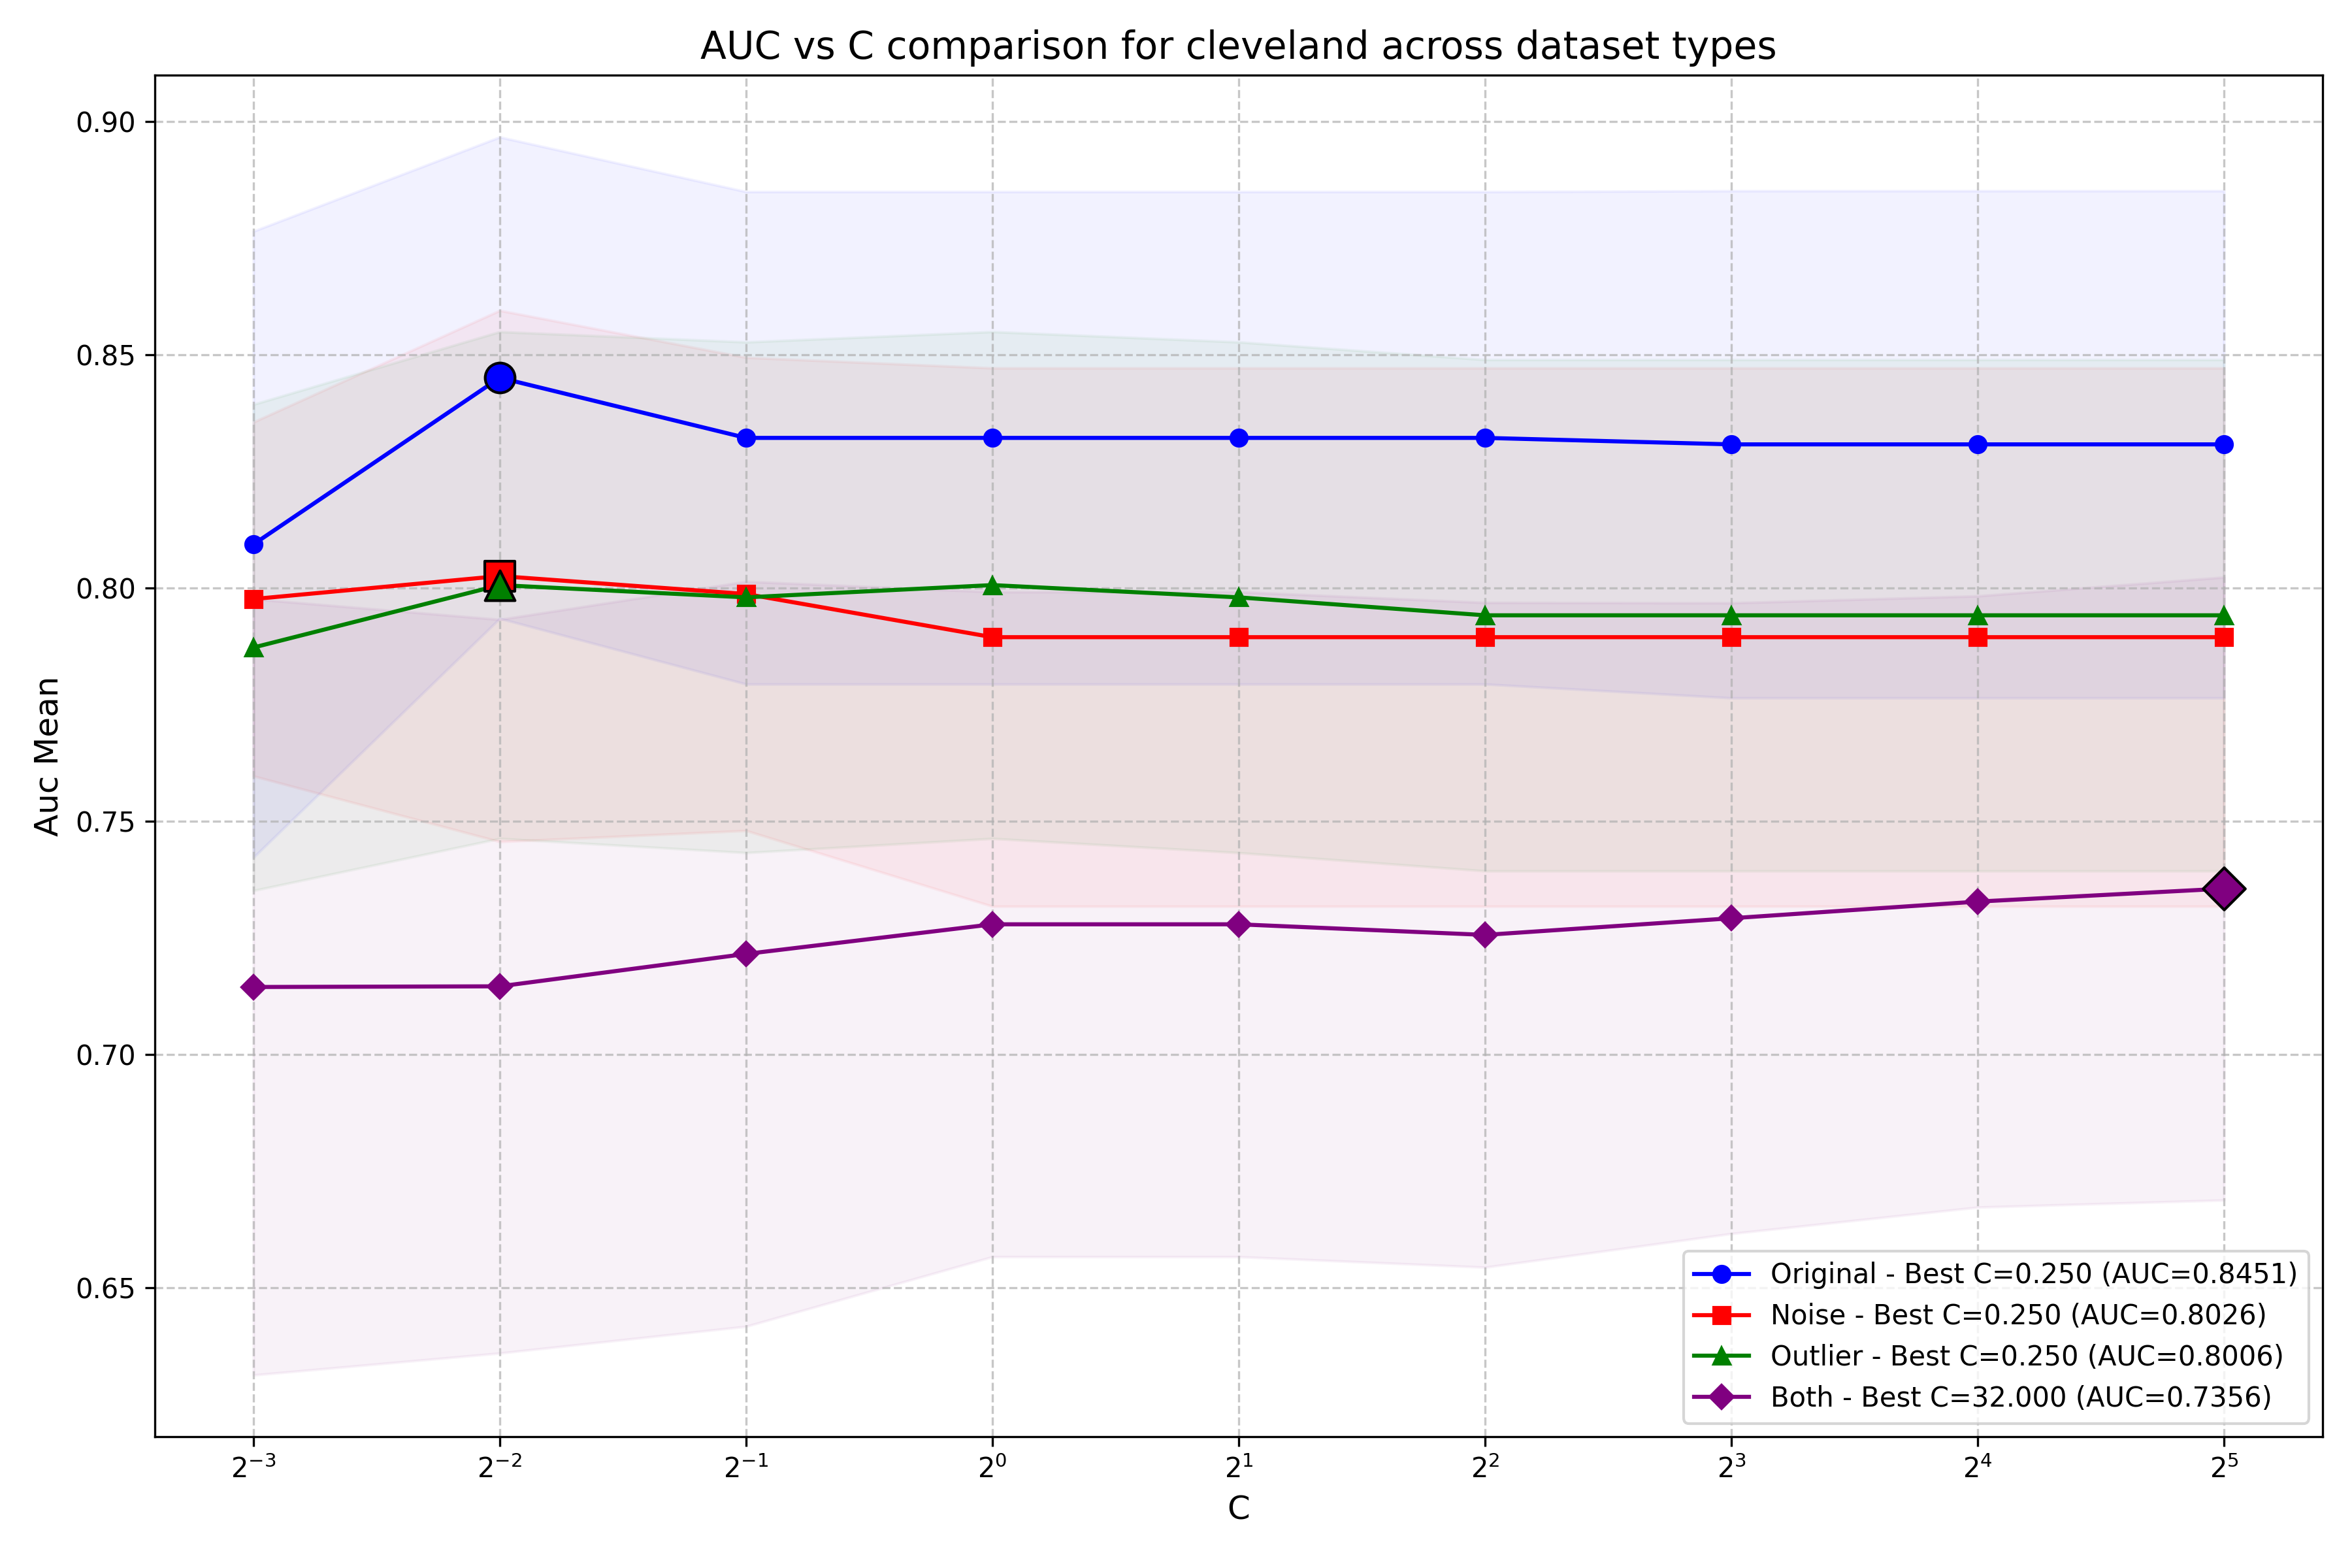 AUC vs C comparison for cleveland across dataset types
Auc Mean
0.90
0.85
0.80
0.75
0.70
0.65
2⁻³ 2⁻² 2⁻¹ 2⁰ 2¹ 2² 2³ 2⁴ 2⁵
C
Original - Best C=0.250 (AUC=0.8451)
Noise - Best C=0.250 (AUC=0.8026)
Outlier - Best C=0.250 (AUC=0.8006)
Both - Best C=32.000 (AUC=0.7356)